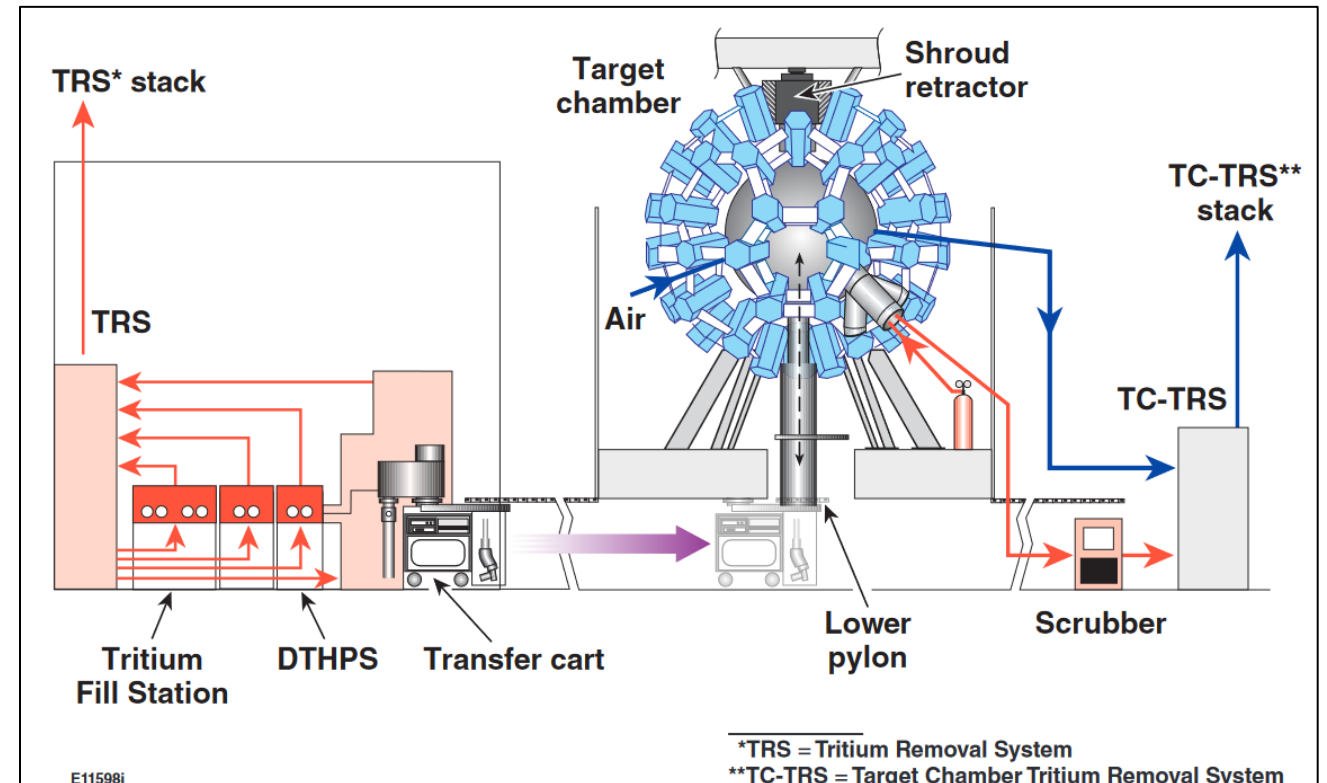 TRS* stack
Target
chamber
Shroud
retractor
TC-TRS**
stack
TRS
Air
TC-TRS
Tritium
Fill Station
DTHPS
Transfer cart
Lower
pylon
Scrubber
*TRS = Tritium Removal System
**TC-TRS = Target Chamber Tritium Removal System
E11598i